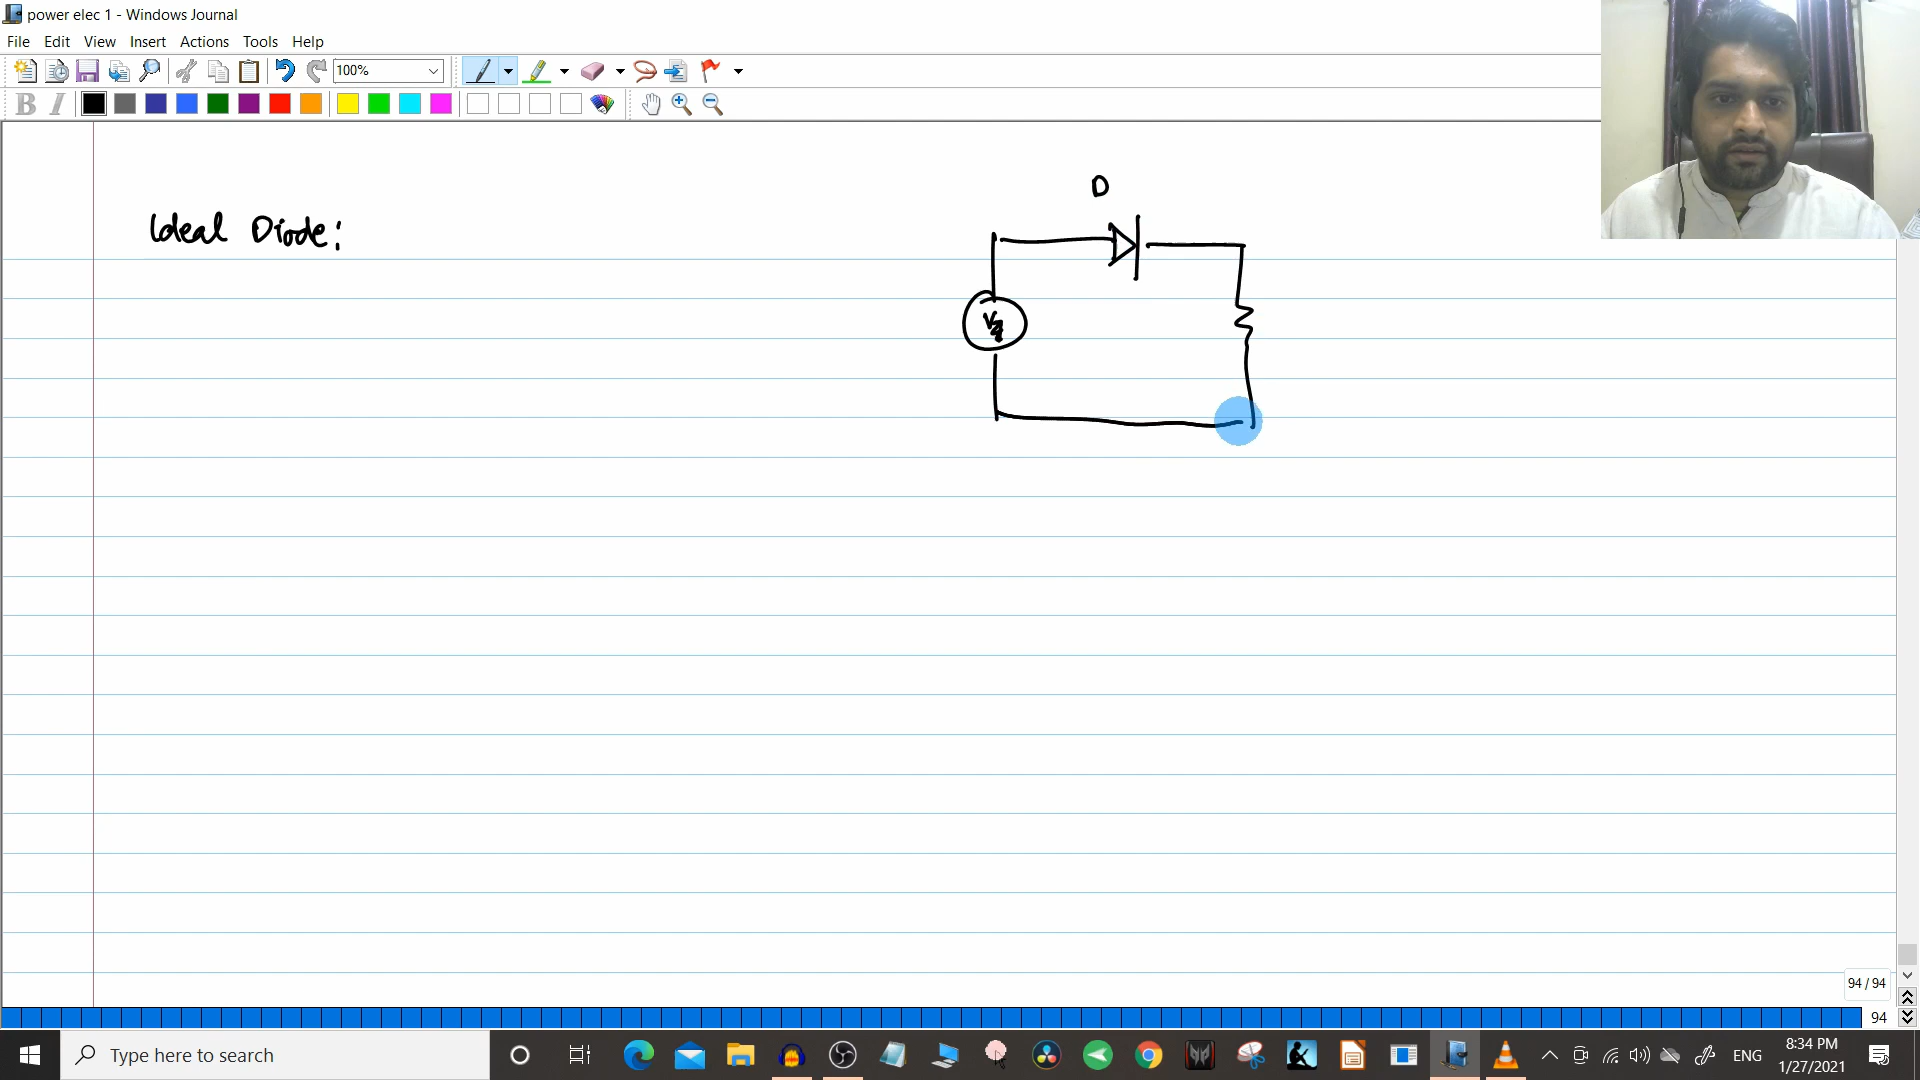 power elec 1 - Windows Journal
File Edit View Insert Actions Tools Help
100%
B I
D
Ideal Diode:
94 / 94
94
Type here to search
ENG
8:34 PM
1/27/2021